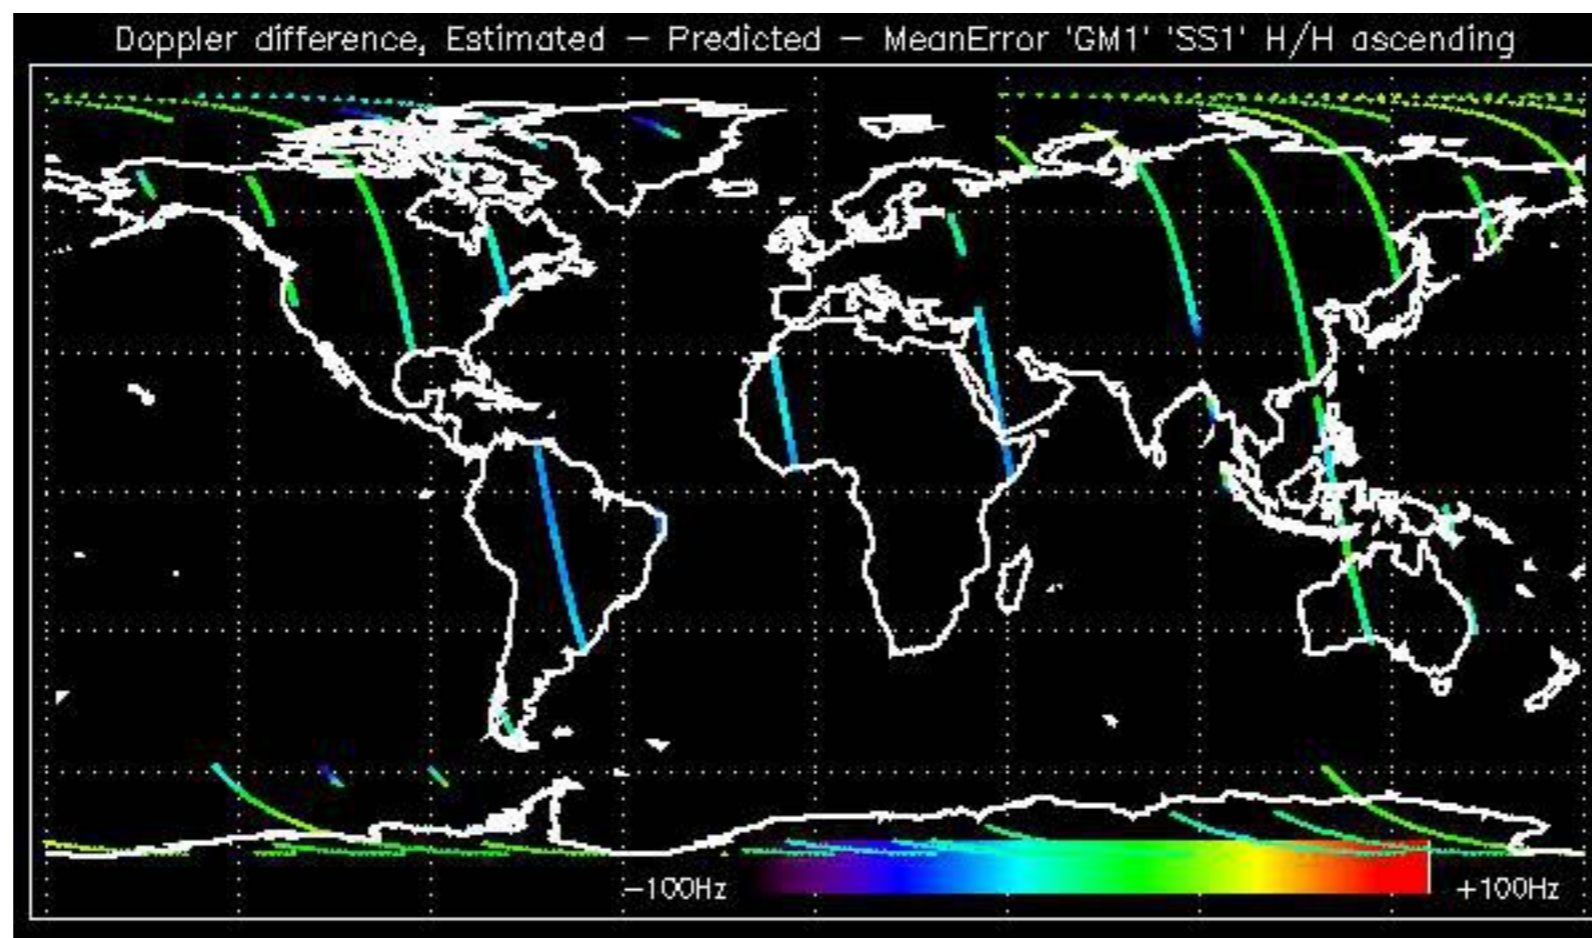 Doppler difference, Estimated – Predicted – MeanError 'GM1' 'SS1' H/H ascending
–100Hz
+100Hz